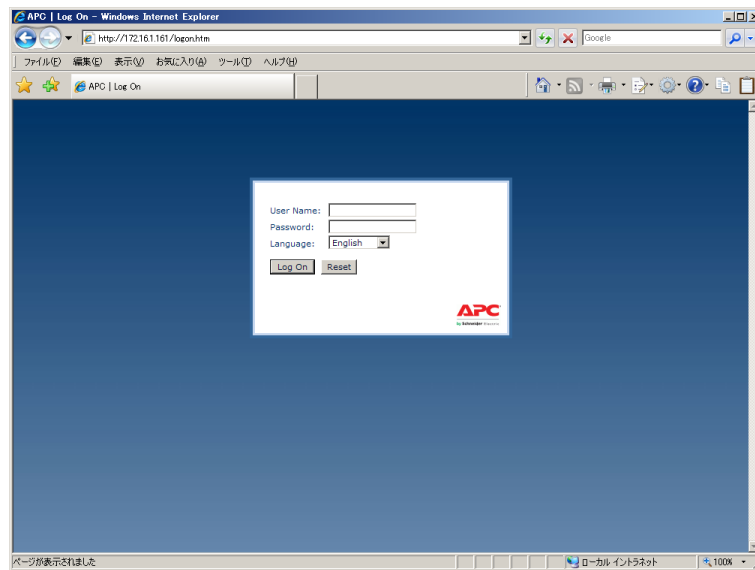 APC | Log On - Windows Internet Explorer
http://172.16.1.161/logon.htm
Google
ファイル(F) 編集(E) 表示(V) お気に入り(A) ツール(T) ヘルプ(H)
APC | Log On
User Name:
Password:
Language: English
Log On Reset
APC
by Schneider Electric
ページが表示されました
ローカル イントラネット
100%